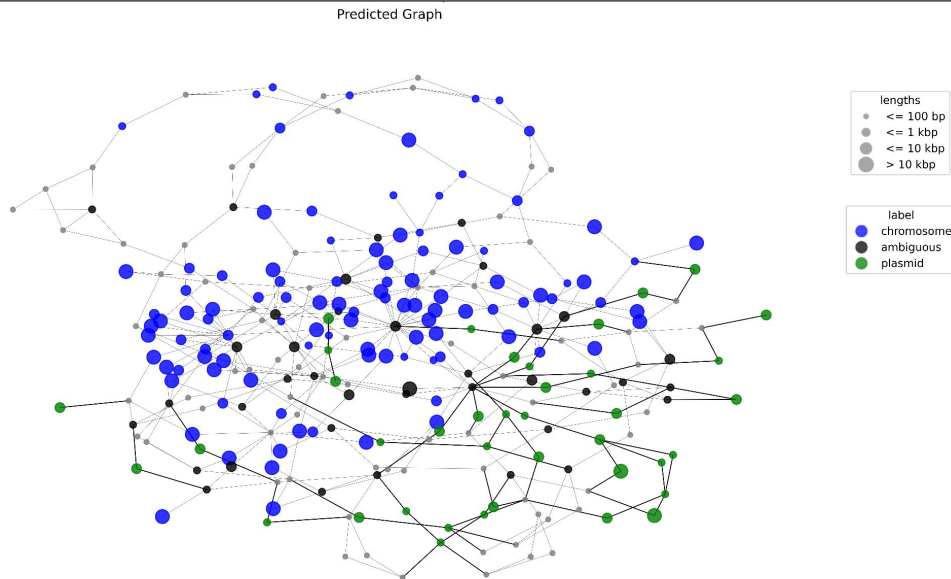 Predicted Graph
lengths
<= 100 bp
<= 1 kbp
<= 10 kbp
> 10 kbp
label
chromosome
ambiguous
plasmid